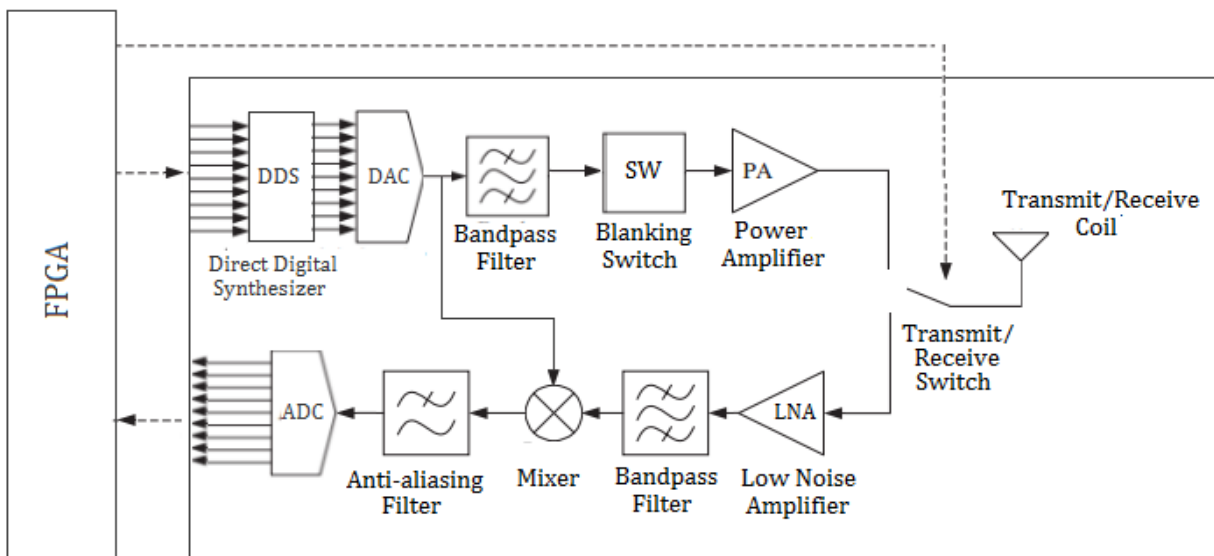 FPGA
DDS
Direct Digital
Synthesizer
DAC
Bandpass
Filter
SW
Blanking
Switch
PA
Power
Amplifier
Transmit/Receive
Coil
Transmit/
Receive
Switch
ADC
Anti-aliasing
Filter
Mixer
Bandpass
Filter
LNA
Low Noise
Amplifier